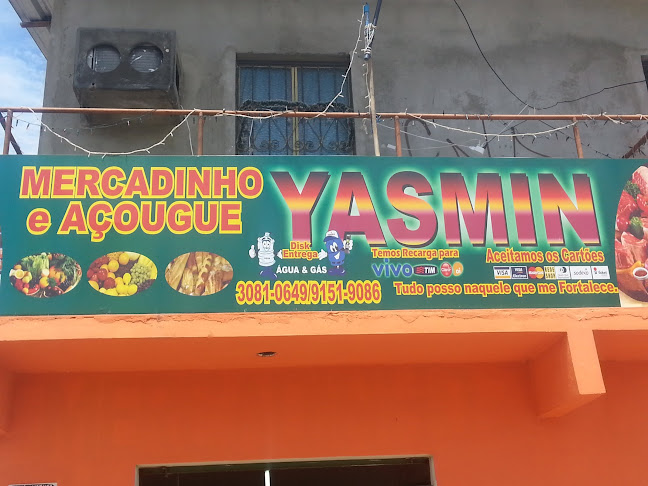 MERCADINHO
e AÇOUGUE
YASMIN
Disk
Entrega
ÁGUA & GÁS
3081-0649/9151-9086
Temos Recarga para
vivo TIM
Aceitamos os Cartões
VISA
Tudo posso naquele que me Fortalece.